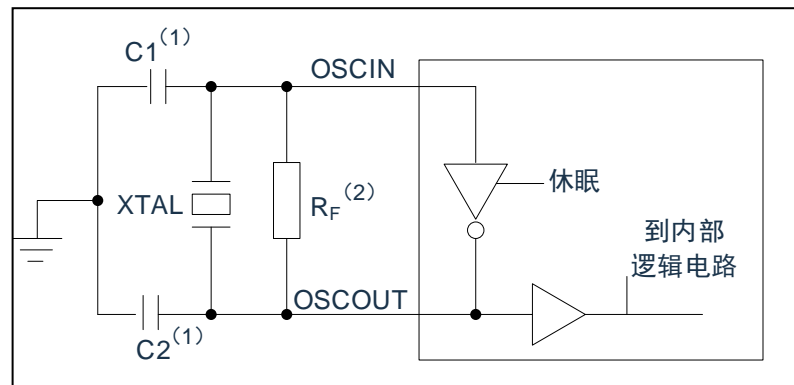 C1(1)
OSCIN
XTAL
RF(2)
休眠
到内部
逻辑电路
OSCOUT
C2(1)